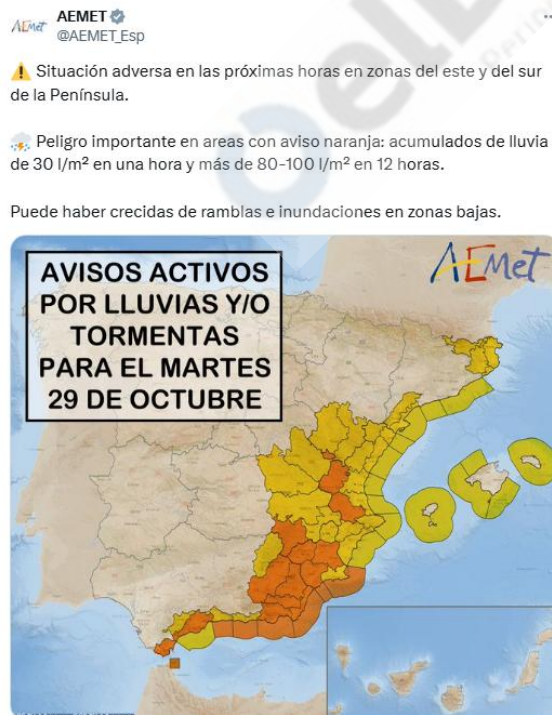 AEMet
AEMET
@AEMET_Esp
Situación adversa en las próximas horas en zonas del este y del sur
de la Península.
Peligro importante en areas con aviso naranja: acumulados de lluvia
de 30 l/m² en una hora y más de 80-100 l/m² en 12 horas.
Puede haber crecidas de ramblas e inundaciones en zonas bajas.
AEMet
AVISOS ACTIVOS
POR LLUVIAS Y/O
TORMENTAS
PARA EL MARTES
29 DE OCTUBRE